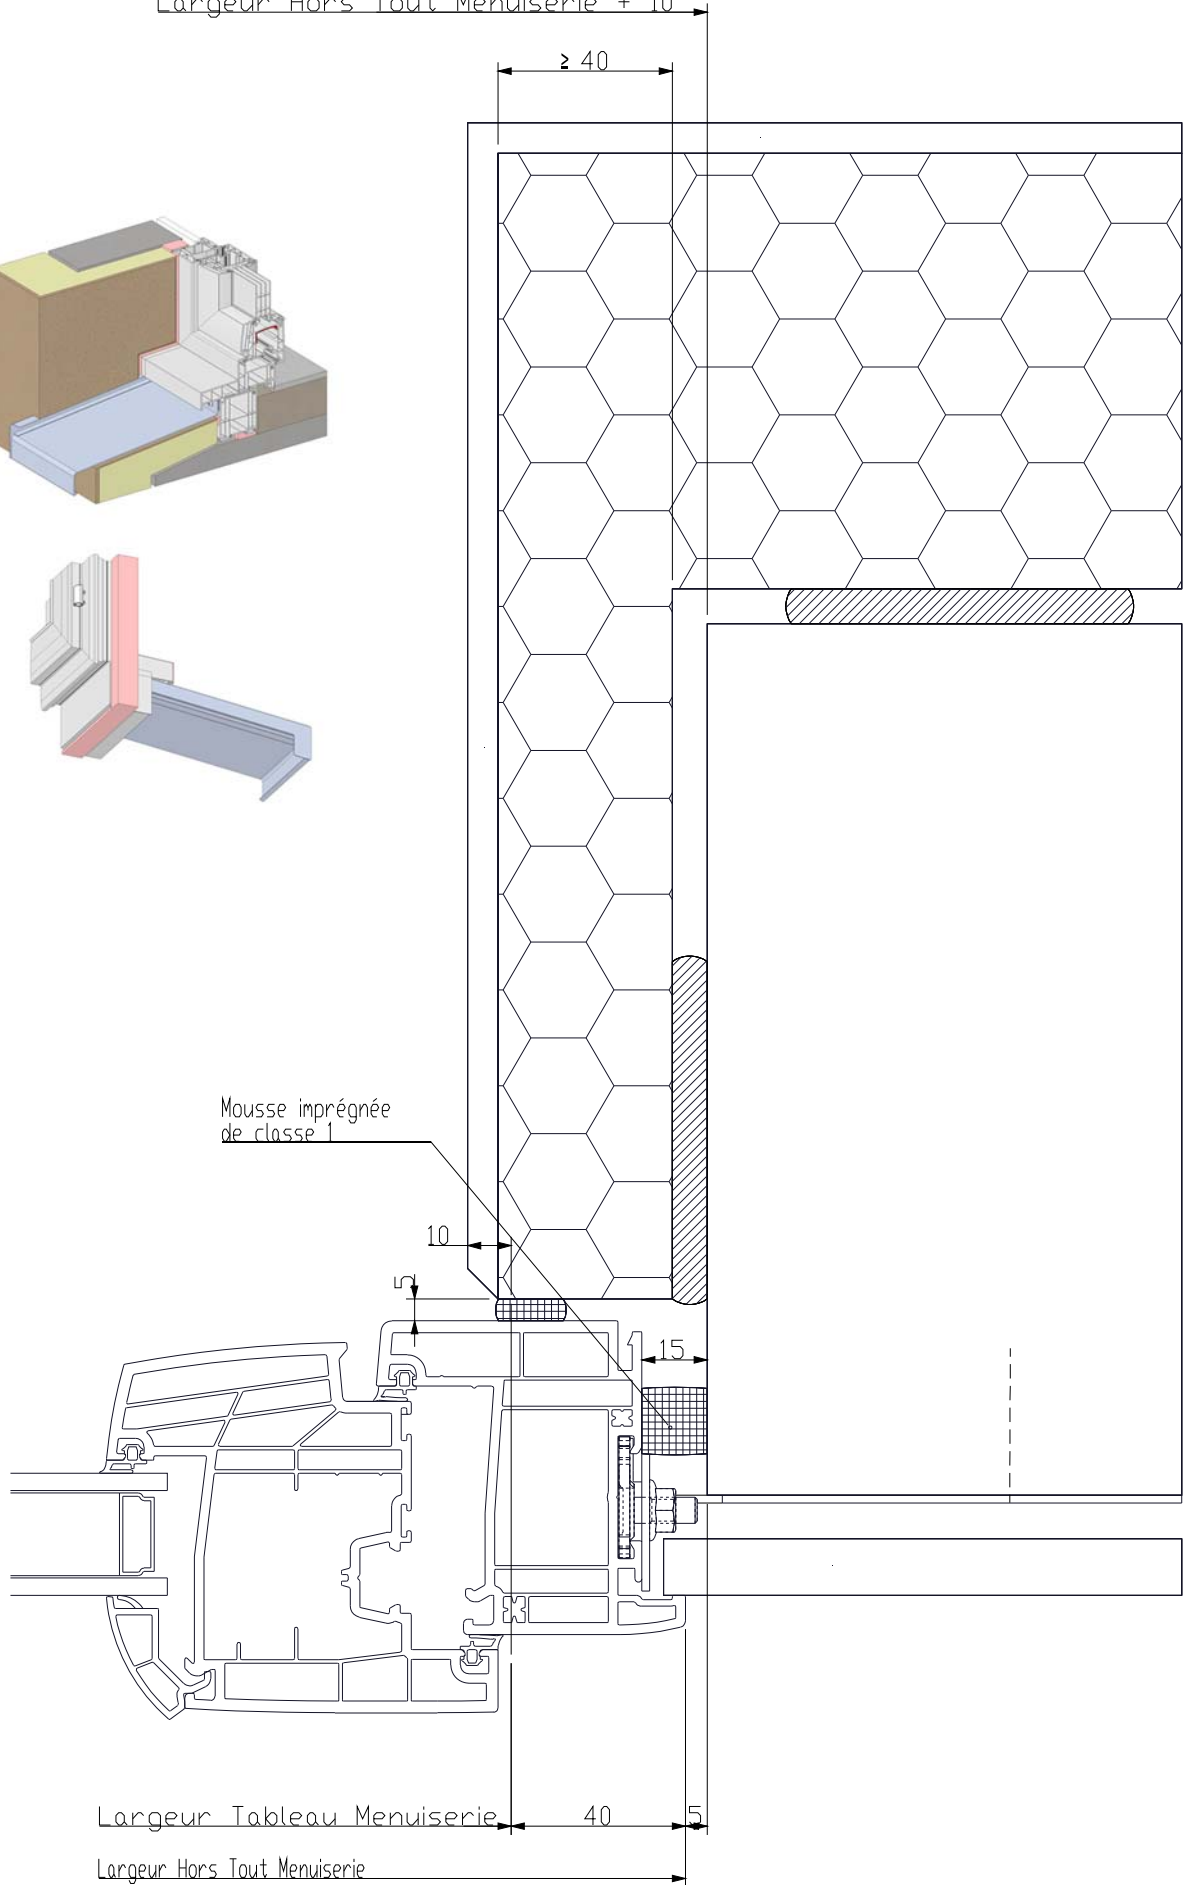 Largeur Hors Tout Menuiserie + 10
≥ 40
Mousse imprégnée
de classe 1
10
5
15
Largeur Tableau Menuiserie
40
5
Largeur Hors Tout Menuiserie